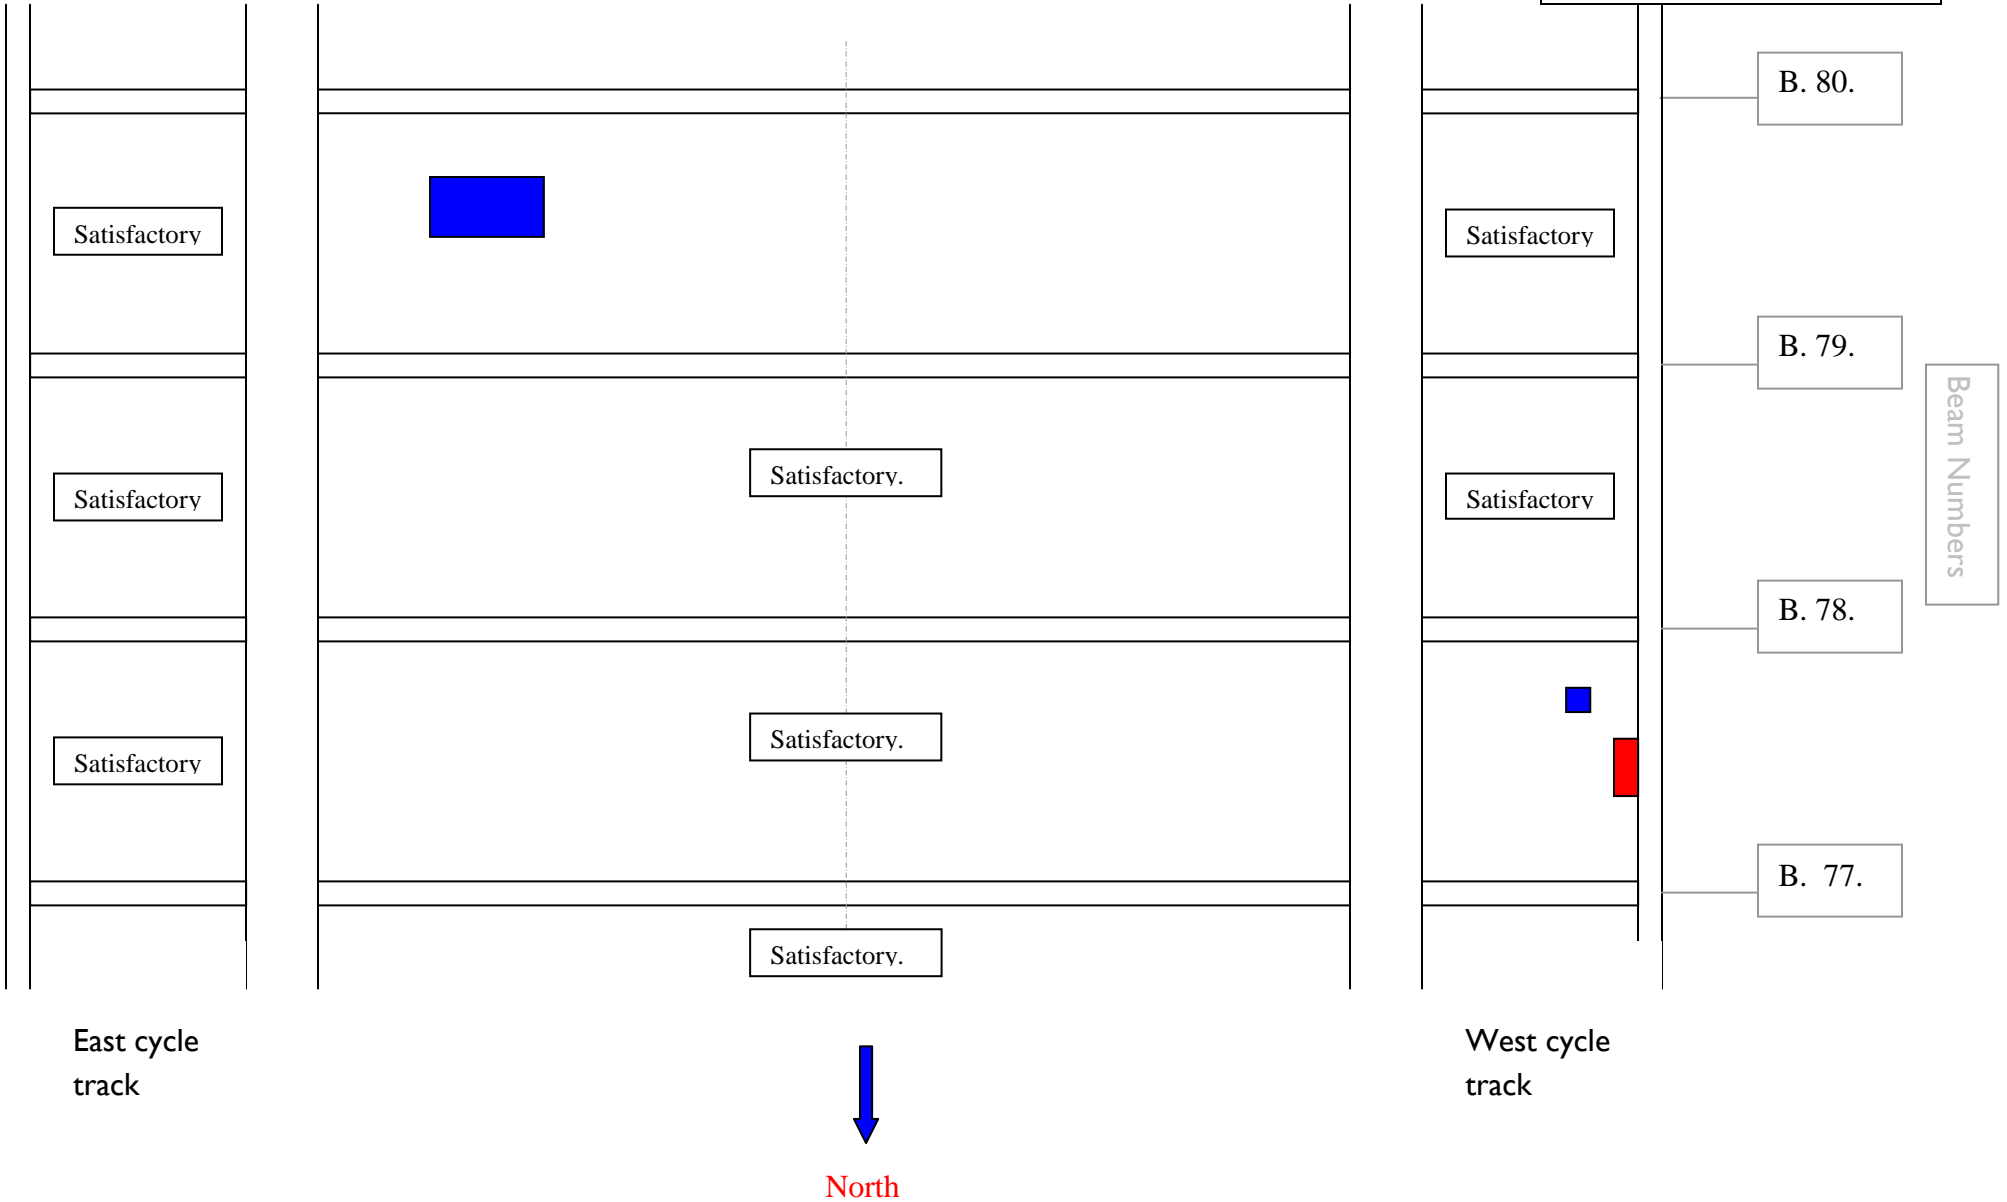 B. 80.
Satisfactory
Satisfactory
B. 79.
Beam Numbers
Satisfactory
Satisfactory.
Satisfactory
B. 78.
Satisfactory
Satisfactory.
B. 77.
Satisfactory.
East cycle
track
West cycle
track
North